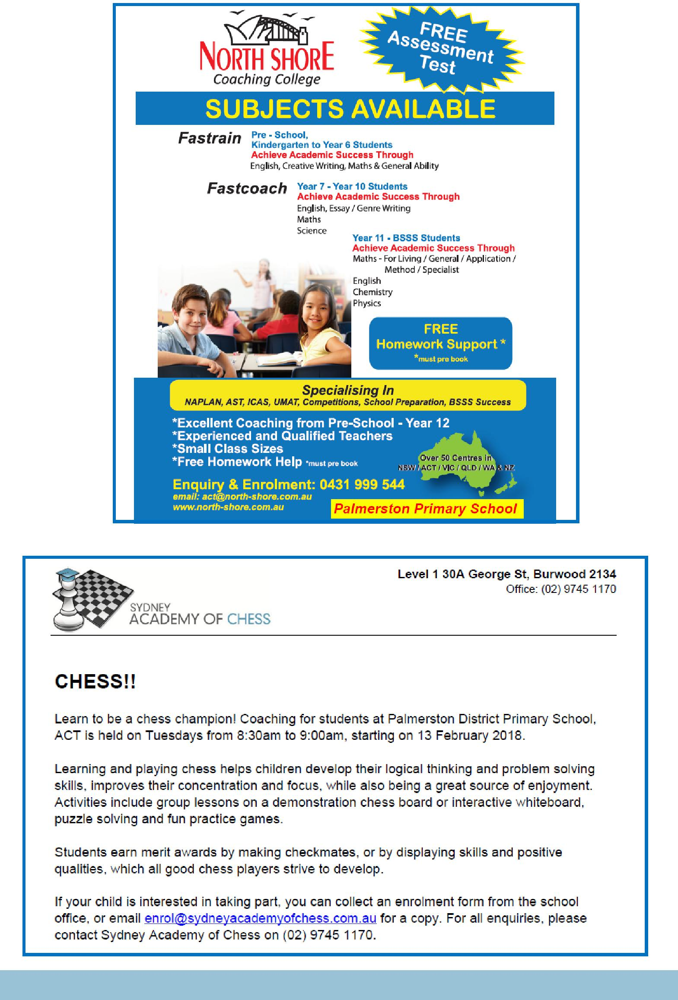 NORTH SHORE
Coaching College
FREE
Assessment
Test
SUBJECTS AVAILABLE
Fastrain
Pre - School,
Kindergarten to Year 6 Students
Achieve Academic Success Through
English, Creative Writing, Maths & General Ability
Fastcoach
Year 7 - Year 10 Students
Achieve Academic Success Through
English, Essay / Genre Writing
Maths
Science
Year 11 - BSSS Students
Achieve Academic Success Through
Maths - For Living / General / Application /
Method / Specialist
English
Chemistry
Physics
FREE
Homework Support *
*must pre book
Specialising In
NAPLAN, AST, ICAS, UMAT, Competitions, School Preparation, BSSS Success
*Excellent Coaching from Pre-School - Year 12
*Experienced and Qualified Teachers
*Small Class Sizes
*Free Homework Help *must pre book
Over 50 Centres in
NSW / ACT / VIC / QLD / WA & NZ
Enquiry & Enrolment: 0431 999 544
email: act@north-shore.com.au
www.north-shore.com.au
Palmerston Primary School
Level 1 30A George St, Burwood 2134
Office: (02) 9745 1170
SYDNEY
ACADEMY OF CHESS
CHESS!!
Learn to be a chess champion! Coaching for students at Palmerston District Primary School,
ACT is held on Tuesdays from 8:30am to 9:00am, starting on 13 February 2018.
Learning and playing chess helps children develop their logical thinking and problem solving
skills, improves their concentration and focus, while also being a great source of enjoyment.
Activities include group lessons on a demonstration chess board or interactive whiteboard,
puzzle solving and fun practice games.
Students earn merit awards by making checkmates, or by displaying skills and positive
qualities, which all good chess players strive to develop.
If your child is interested in taking part, you can collect an enrolment form from the school
office, or email enrol@sydneyacademyofchess.com.au for a copy. For all enquiries, please
contact Sydney Academy of Chess on (02) 9745 1170.